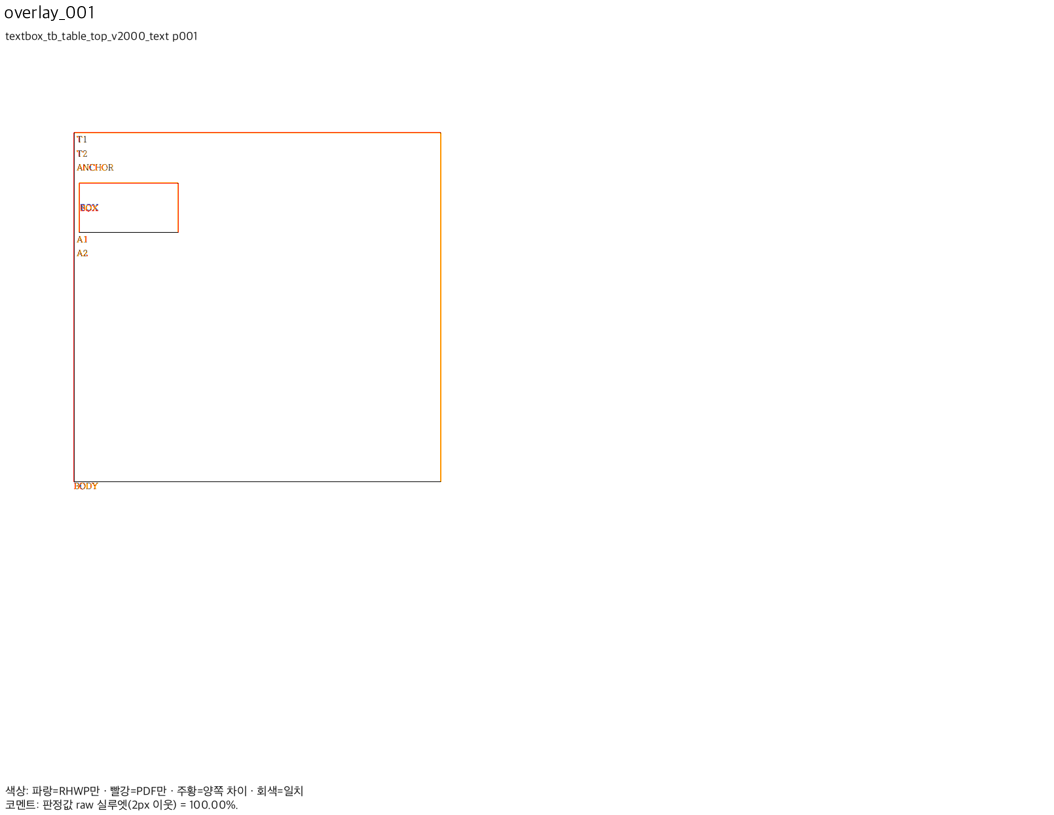 overlay_001
textbox_tb_table_top_v2000_text p001
T1
T2
ANCHOR
BOX
A1
A2
BODY
색상: 파랑=RHWP만 · 빨강=PDF만 · 주황=양쪽 차이 · 회색=일치
코멘트: 판정값 raw 실루엣(2px 이웃) = 100.00%.